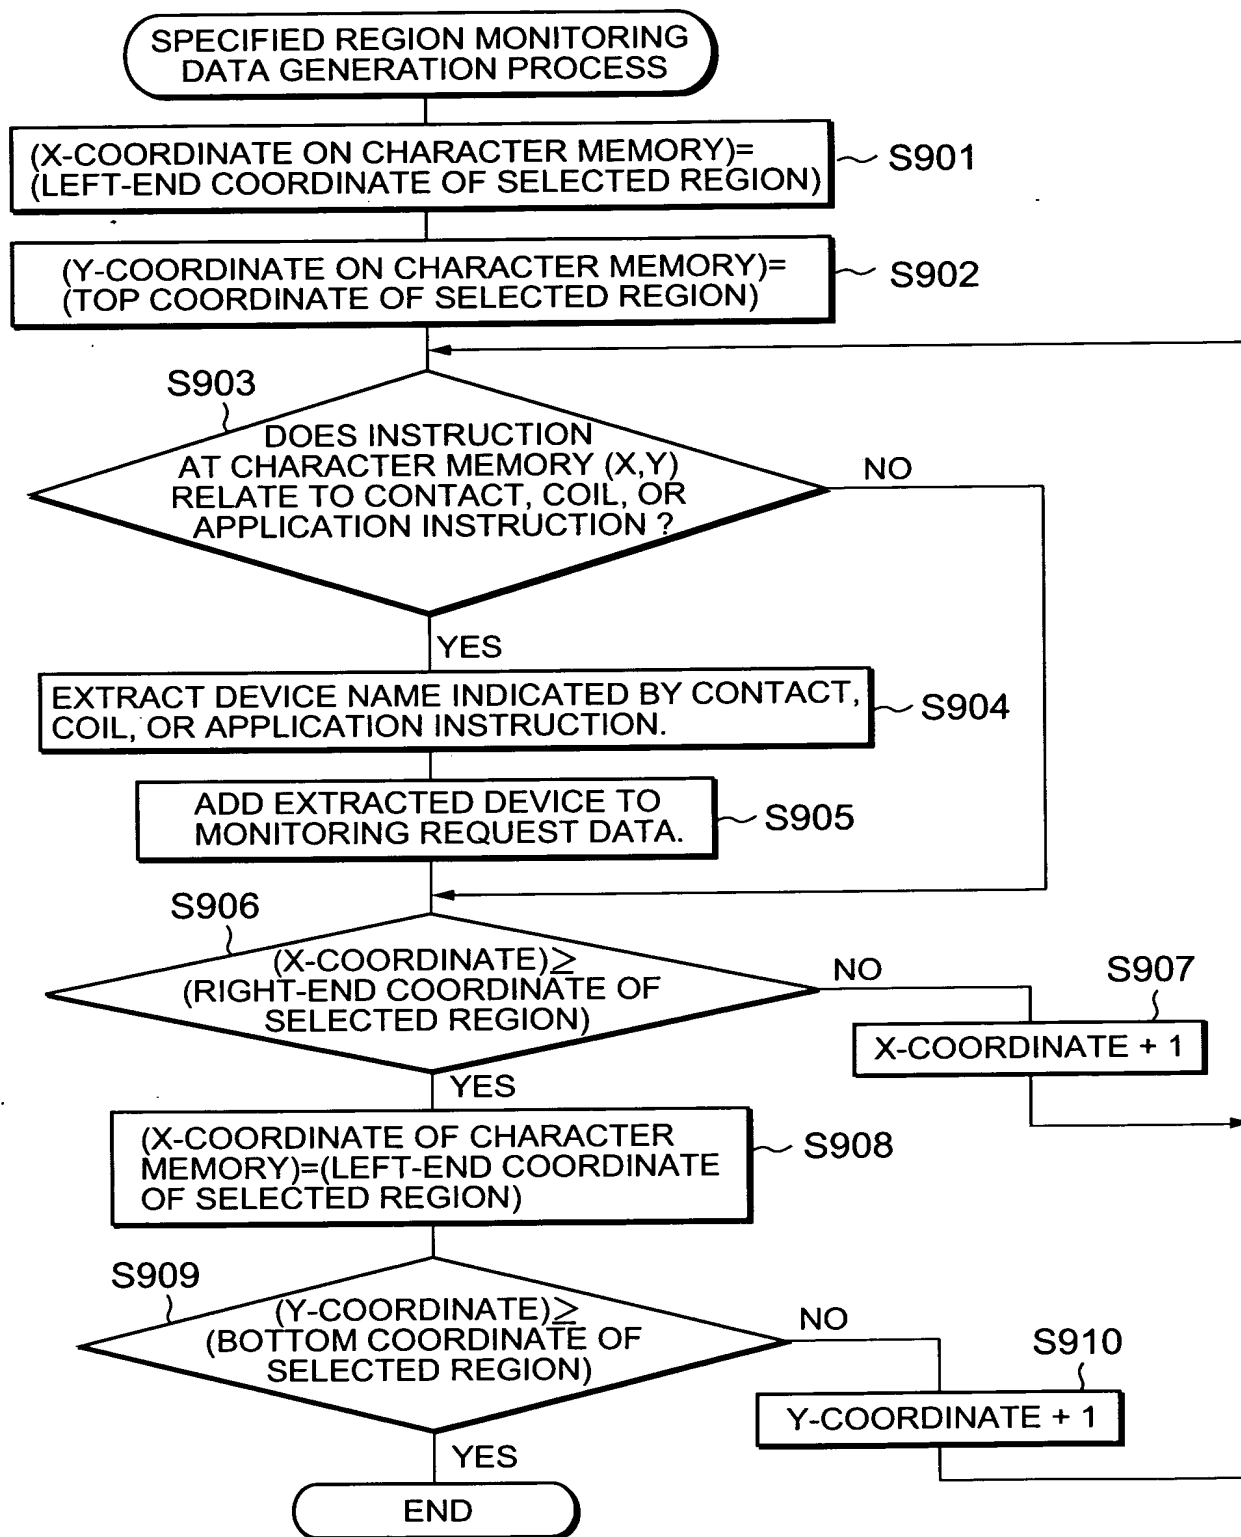 SPECIFIED REGION MONITORING
DATA GENERATION PROCESS
(X-COORDINATE ON CHARACTER MEMORY)=
(LEFT-END COORDINATE OF SELECTED REGION)
S901
(Y-COORDINATE ON CHARACTER MEMORY)=
(TOP COORDINATE OF SELECTED REGION)
S902
S903
DOES INSTRUCTION
AT CHARACTER MEMORY (X,Y)
RELATE TO CONTACT, COIL, OR
APPLICATION INSTRUCTION ?
NO
YES
EXTRACT DEVICE NAME INDICATED BY CONTACT,
COIL, OR APPLICATION INSTRUCTION.
S904
ADD EXTRACTED DEVICE TO
MONITORING REQUEST DATA.
S905
S906
(X-COORDINATE)≥
(RIGHT-END COORDINATE OF
SELECTED REGION)
NO
S907
X-COORDINATE + 1
YES
(X-COORDINATE OF CHARACTER
MEMORY)=(LEFT-END COORDINATE
OF SELECTED REGION)
S908
S909
(Y-COORDINATE)≥
(BOTTOM COORDINATE OF
SELECTED REGION)
NO
S910
Y-COORDINATE + 1
YES
END